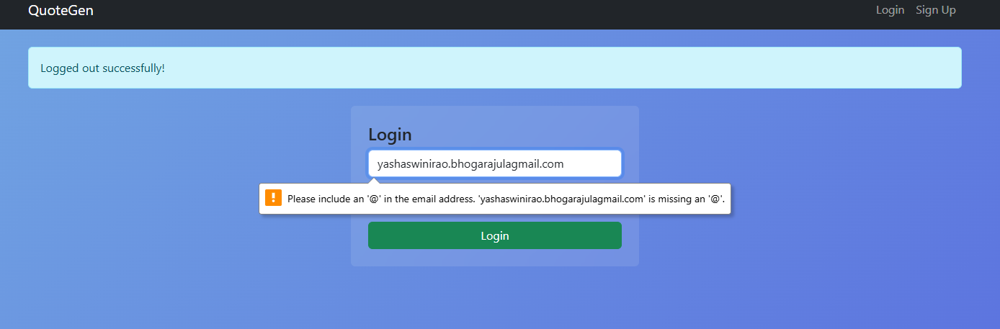 QuoteGen
Login Sign Up
Logged out successfully!
Login
yashaswinirao.bhogarajulagmail.com
Please include an '@' in the email address. 'yashaswinirao.bhogarajulagmail.com' is missing an '@'.
Login